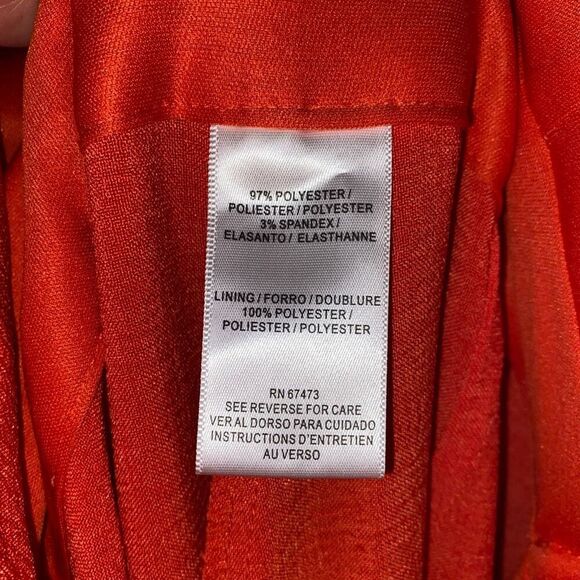 97% POLYESTER/
POLIESTER / POLYESTER
3% SPANDEX /
ELASANTO / ELASTHANNE
LINING / FORRO / DOUBLURE
100% POLYESTER /
POLIESTER / POLYESTER
RN 67473
SEE REVERSE FOR CARE
VER AL DORSO PARA CUIDADO
INSTRUCTIONS D'ENTRETIEN
AU VERSO